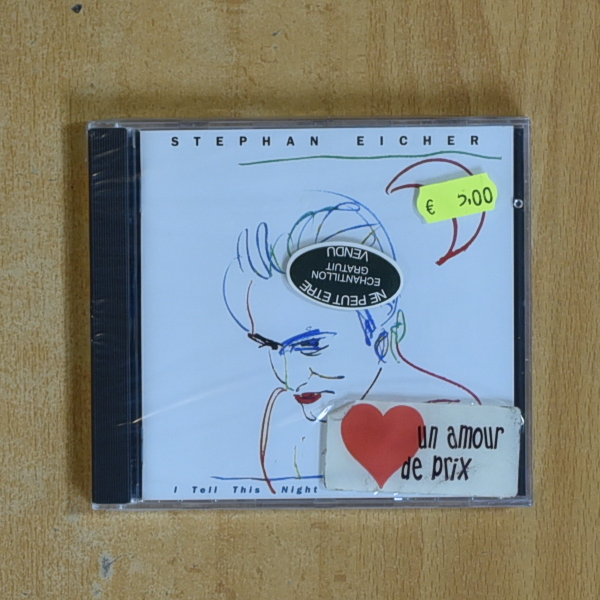 STEPHAN EICHER
€ 5,00
NE PEUT ETRE
ECHANTILLON
GRATUIT
VENDU
un amour
de prix
I Tell This Night